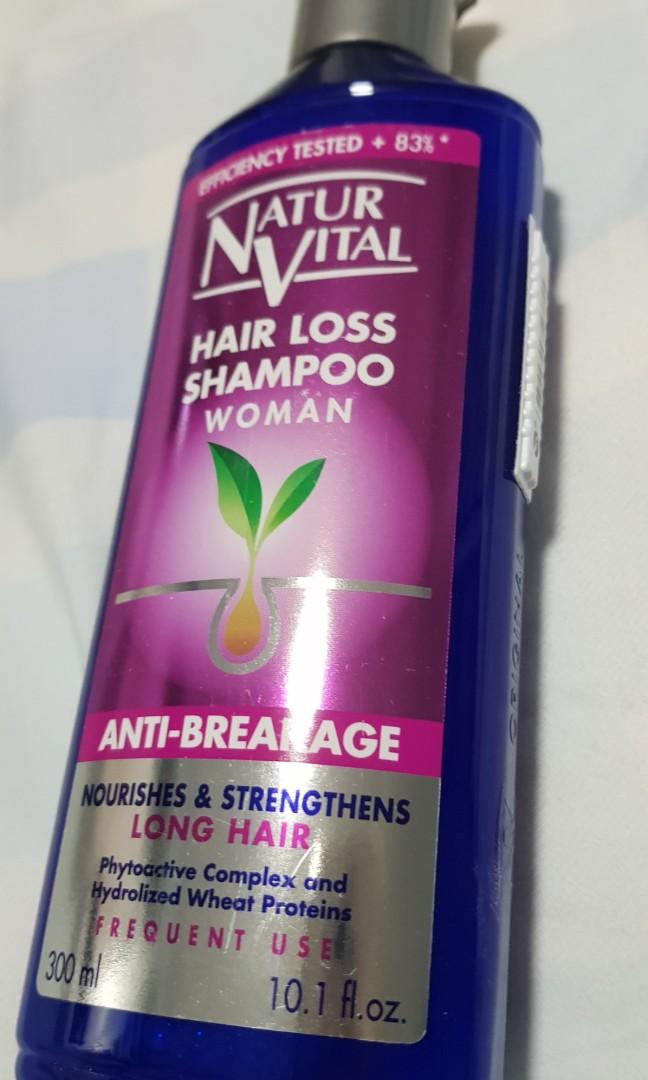 EFFICIENCY TESTED + 83%*
NATUR
VITAL
HAIR LOSS
SHAMPOO
WOMAN
ANTI-BREAKAGE
NOURISHES & STRENGTHENS
LONG HAIR
Phytoactive Complex and
Hydrolized Wheat Proteins
FREQUENT USE
300 ml
10.1 fl.oz.
ORIGINAL